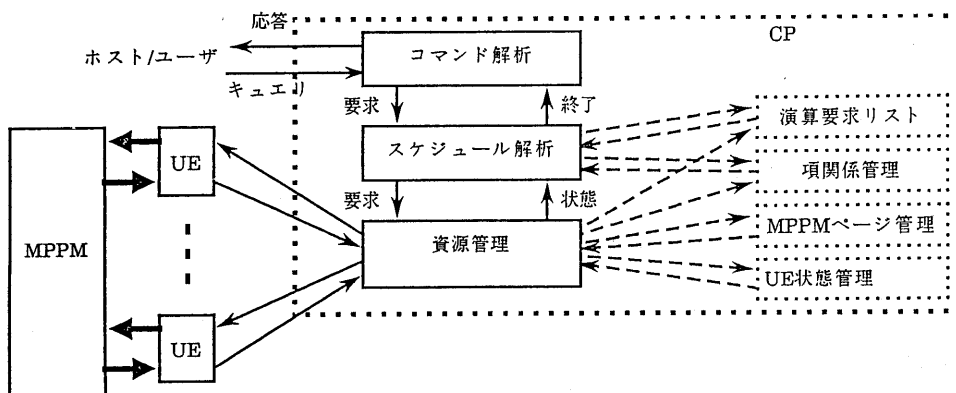 応答
CP
ホスト/ユーザ
コマンド解析
キュエリ
要求
終了
演算要求リスト
UE
スケジュール解析
項関係管理
要求
状態
MPPM
資源管理
MPPMページ管理
UE状態管理
UE